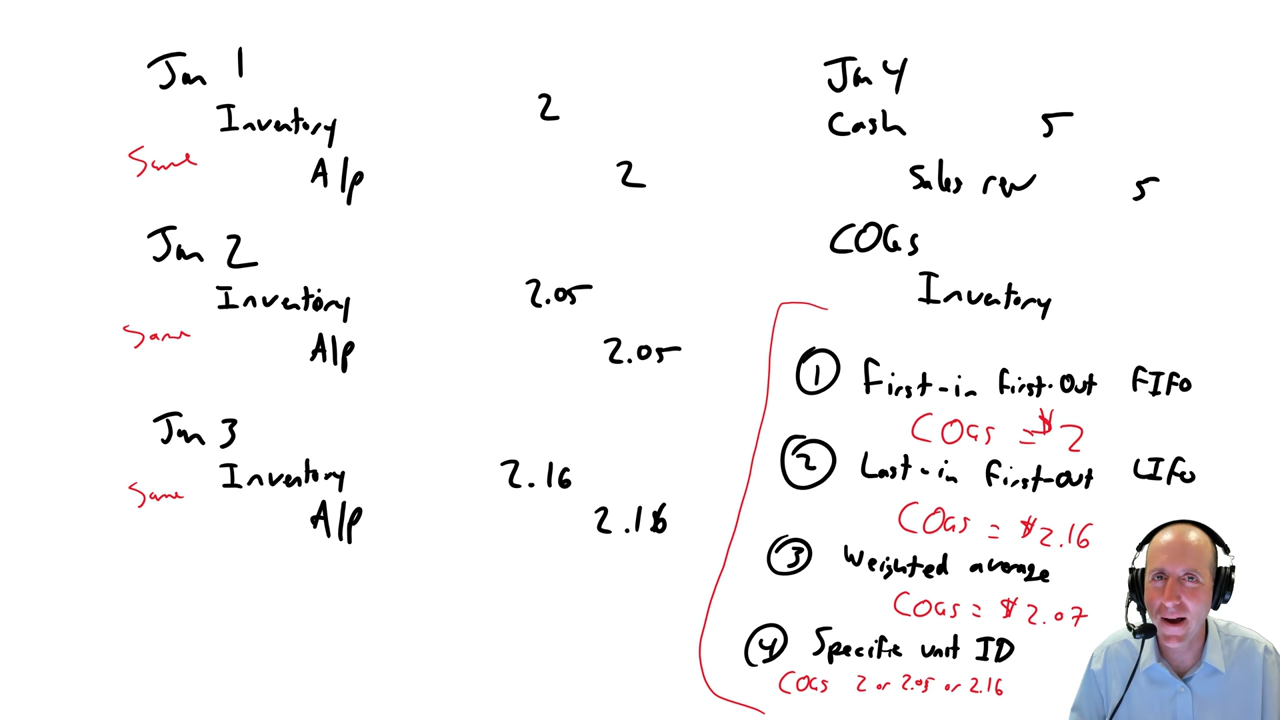 Jan 1
Inventory 2
Same
A/p 2
Jan 2
Inventory 2.05
Same
A/p 2.05
Jan 3
Inventory 2.16
Same
A/p 2.16
Jan 4
Cash 5
Sales rev 5
COGs
Inventory
1 First-in first-out FIFO
COGs = $2
2 Last-in first-out LIFO
COGs = $2.16
3 Weighted average
COGs = $2.07
4 Specific unit ID
COGs 2 or 2.05 or 2.16